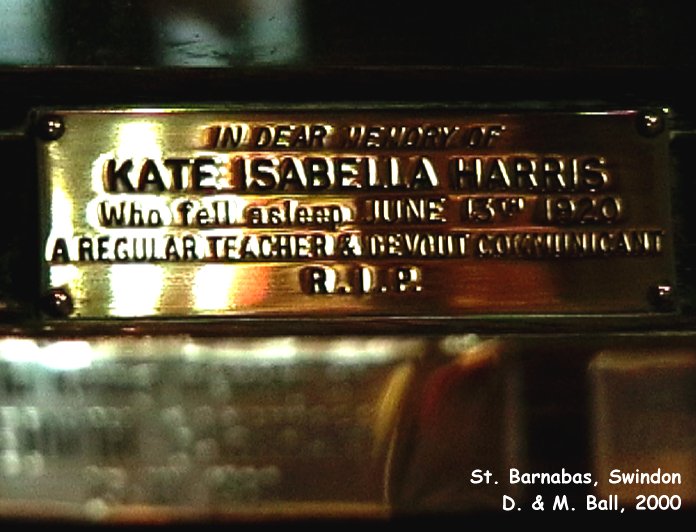 IN DEAR MEMORY OF
KATE ISABELLA HARRIS
Who fell asleep JUNE 13TH 1920
A REGULAR TEACHER & DEVOUT COMMUNICANT
R.I.P.
St. Barnabas, Swindon
D. & M. Ball, 2000